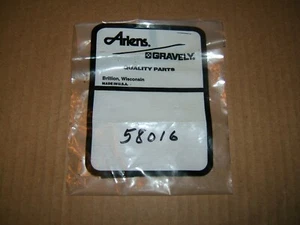 Ariens.
GRAVELY.
QUALITY PARTS
Brillion, Wisconsin
MADE IN U.S.A.
58016